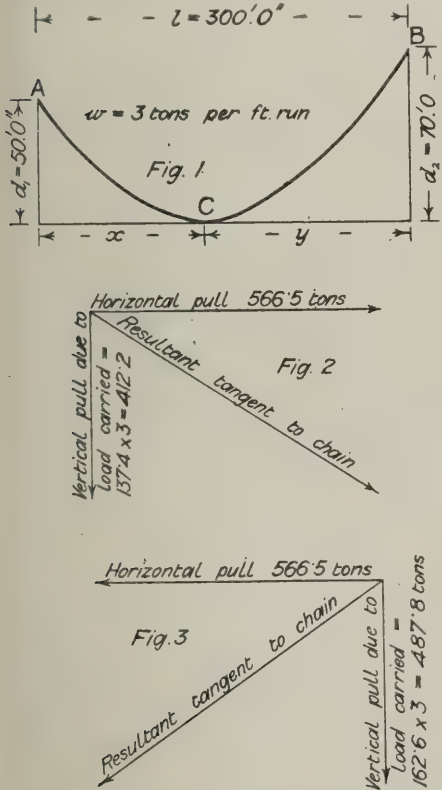 l = 300'.0"
A
B
w = 3 tons per ft. run
d₁ = 50'.0"
d₂ = 70'.0
Fig. 1
C
x
y
Horizontal pull 566·5 tons
Resultant tangent to chain
Fig. 2
Vertical pull due to
load carried =
137·4 x 3 = 412·2
Horizontal pull 566·5 tons
Fig. 3
Resultant tangent to chain
Vertical pull due to
load carried =
162·6 x 3 = 487·8 tons